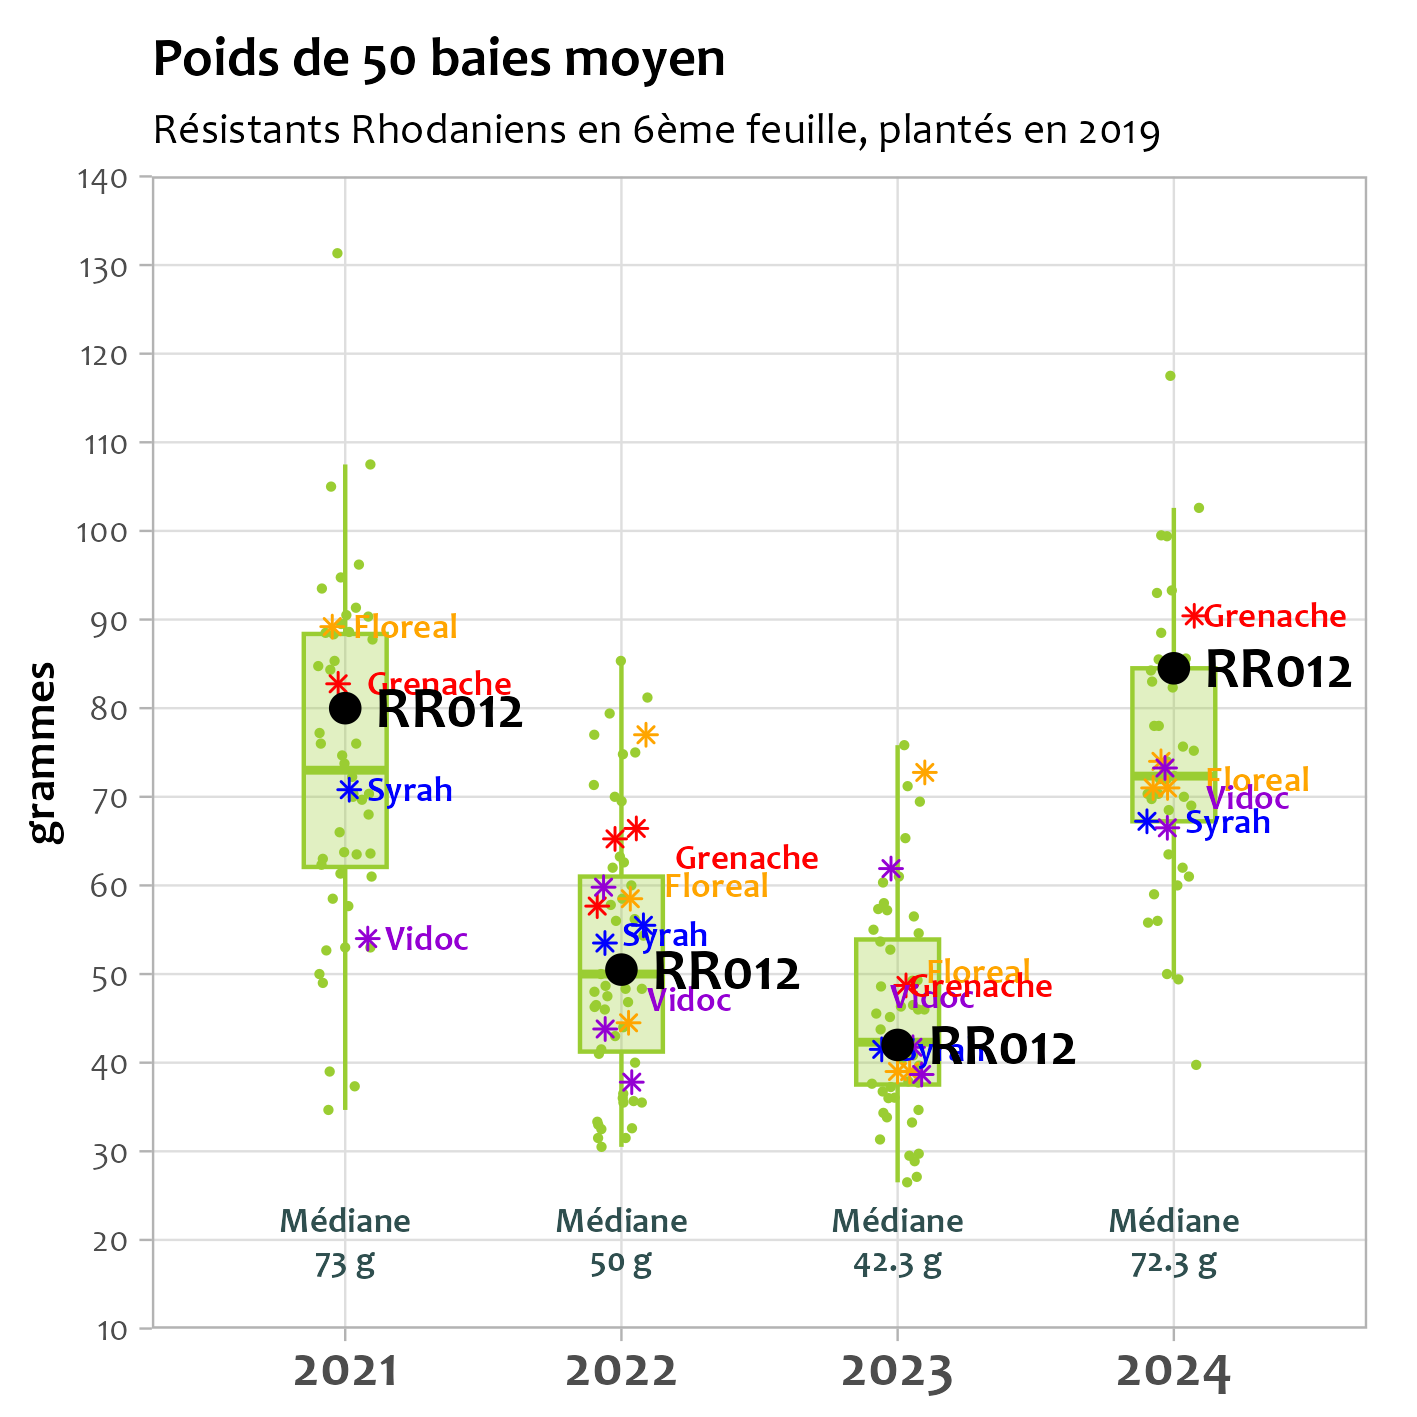 Poids de 50 baies moyen
Résistants Rhodaniens en 6ème feuille, plantés en 2019
grammes
140
130
120
110
100
90
80
70
60
50
40
30
20
10
Floreal
Grenache
RR012
Syrah
Vidoc
Grenache
Floreal
Syrah
RR012
Vidoc
Floreal
Grenache
Vidoc
Syrah
RR012
Grenache
RR012
Floreal
Vidoc
Syrah
Médiane
73 g
Médiane
50 g
Médiane
42.3 g
Médiane
72.3 g
2021
2022
2023
2024